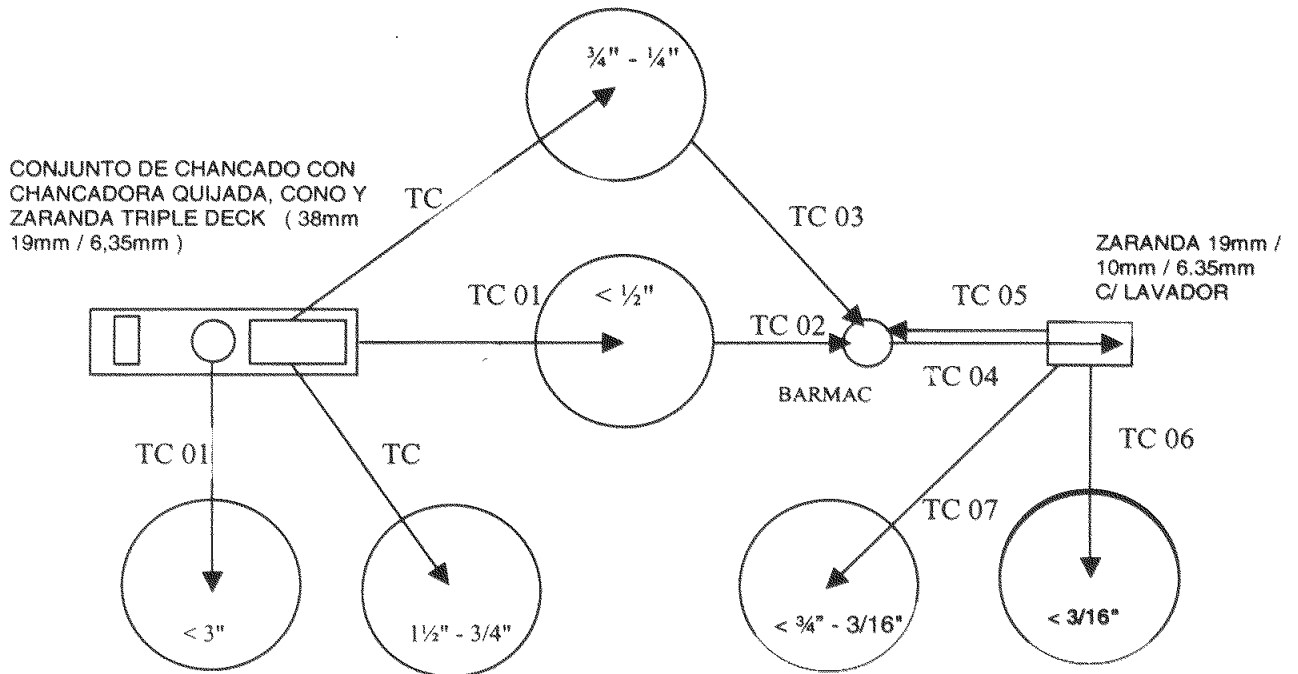 ¾" - ¼"
CONJUNTO DE CHANCADO CON
CHANCADORA QUIJADA, CONO Y
ZARANDA TRIPLE DECK ( 38mm
19mm / 6,35mm )
TC
TC 03
ZARANDA 19mm /
10mm / 6.35mm
C/ LAVADOR
TC 01
< ½"
TC 02
TC 05
TC 04
BARMAC
TC 01
TC
TC 06
TC 07
< 3"
1½" - 3/4"
< ¾" - 3/16"
< 3/16"